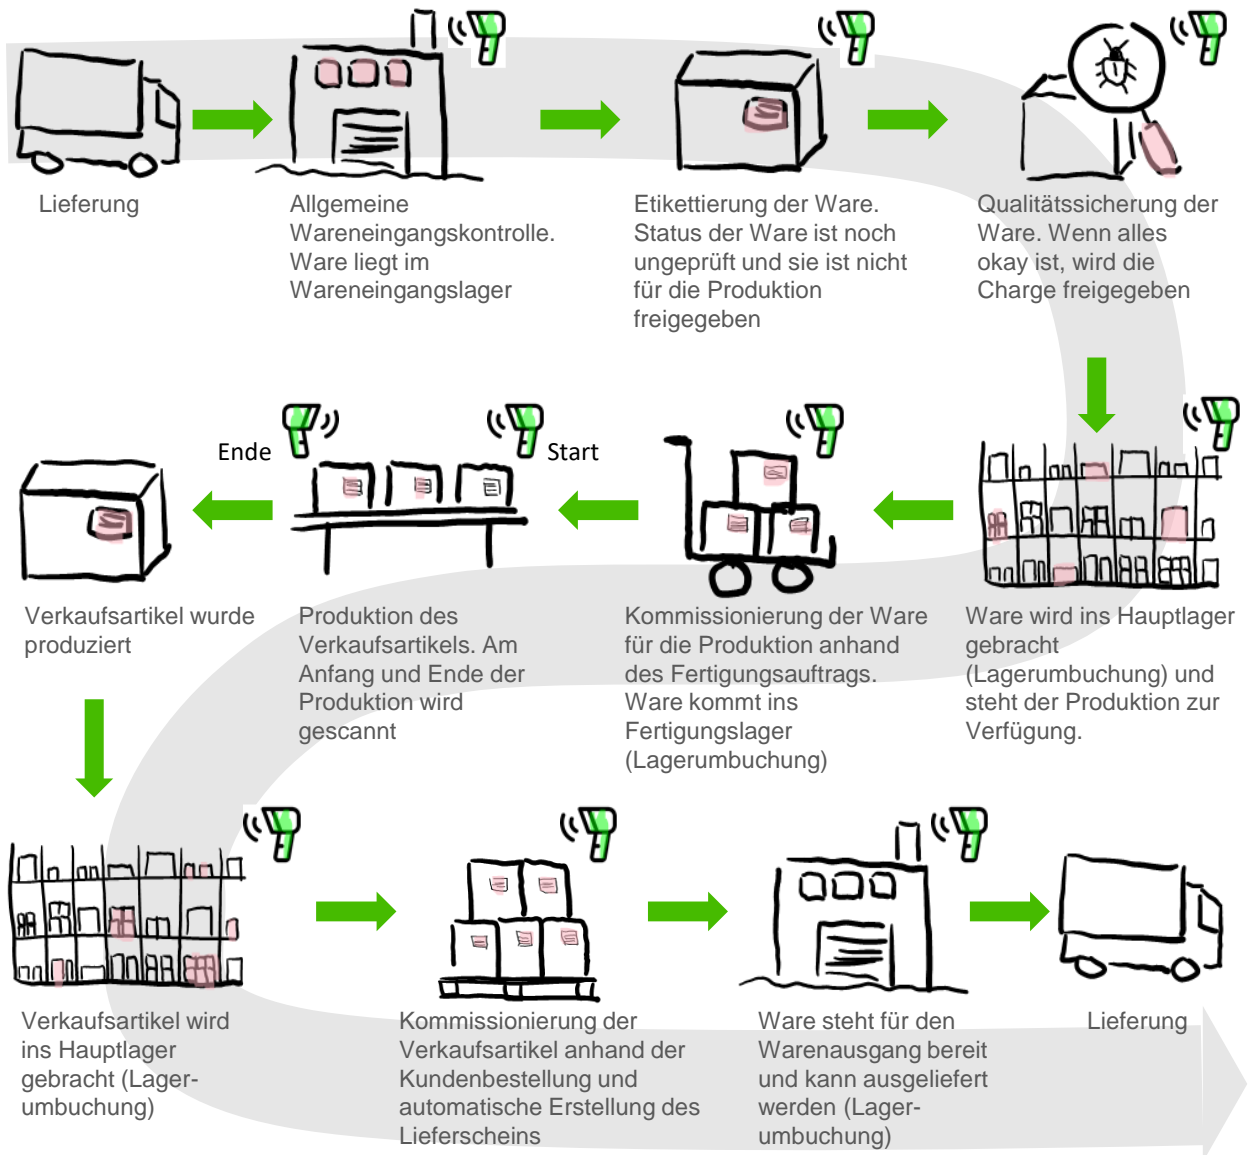 Lieferung
Allgemeine
Wareneingangskontrolle.
Ware liegt im
Wareneingangslager
Etikettierung der Ware.
Status der Ware ist noch
ungeprüft und sie ist nicht
für die Produktion
freigegeben
Qualitätssicherung der
Ware. Wenn alles
okay ist, wird die
Charge freigegeben
Ende
Start
Verkaufsartikel wurde
produziert
Produktion des
Verkaufsartikels. Am
Anfang und Ende der
Produktion wird
gescannt
Kommissionierung der Ware
für die Produktion anhand
des Fertigungsauftrags.
Ware kommt ins
Fertigungslager
(Lagerumbuchung)
Ware wird ins Hauptlager
gebracht
(Lagerumbuchung) und
steht der Produktion zur
Verfügung.
Verkaufsartikel wird
ins Hauptlager
gebracht (Lager-
umbuchung)
Kommissionierung der
Verkaufsartikel anhand der
Kundenbestellung und
automatische Erstellung des
Lieferscheins
Ware steht für den
Warenausgang bereit
und kann ausgeliefert
werden (Lager-
umbuchung)
Lieferung